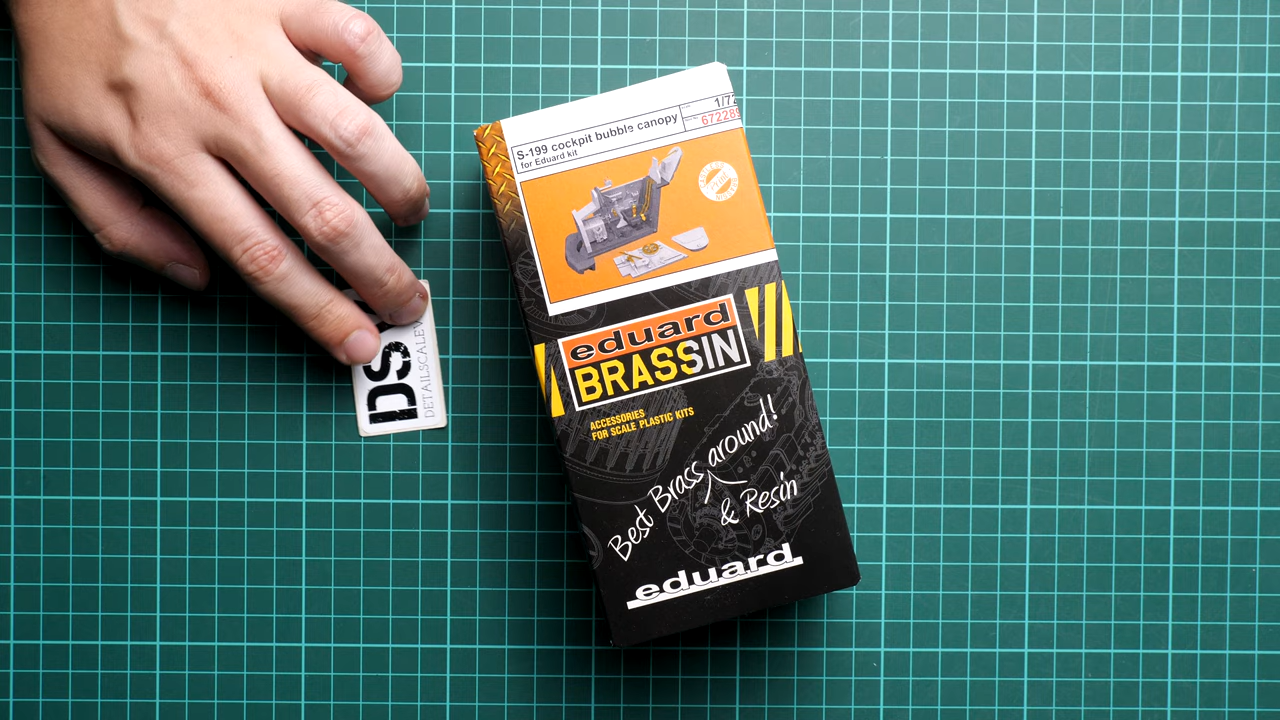 S-199 cockpit bubble canopy
for Eduard kit
1/72
672289
eduard
BRASSIN
ACCESSORIES
FOR SCALE PLASTIC KITS
Best Brass around!
& Resin
eduard
DS
DETAILSCALEV